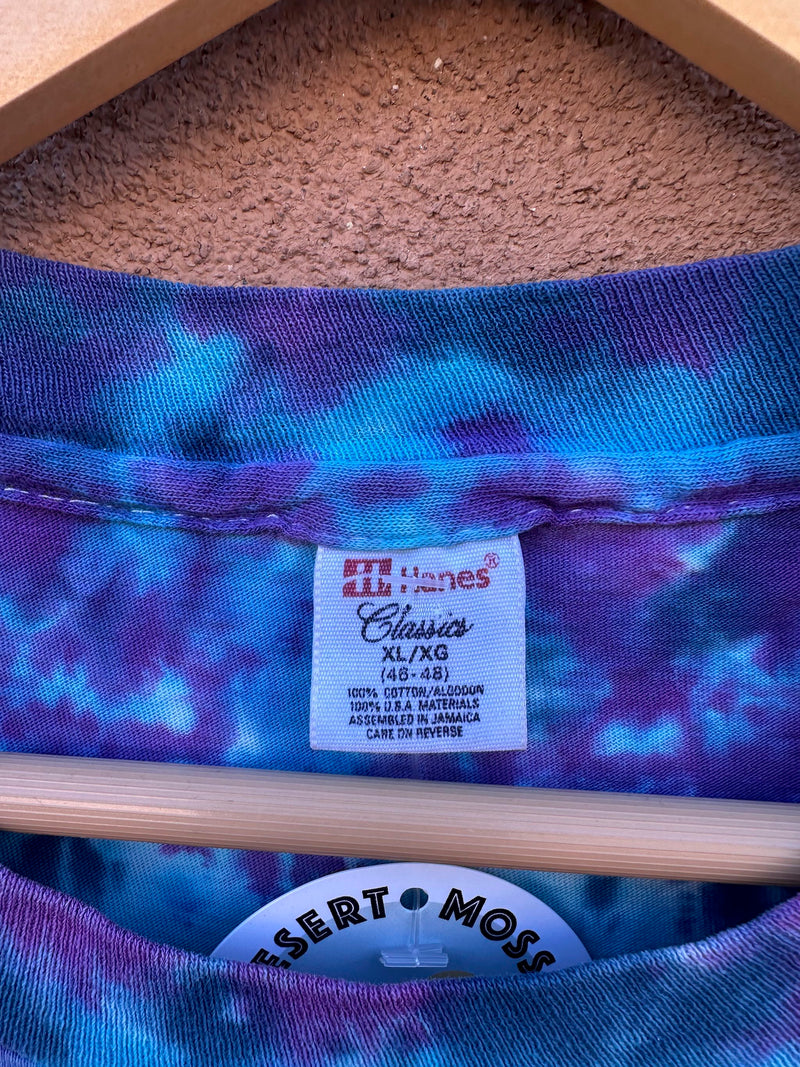 Hanes®
Classics
XL/XG
(46-48)
100% COTTON/ALGODON
100% U.S.A. MATERIALS
ASSEMBLED IN JAMAICA
CARE ON REVERSE
ESERT • MOSS